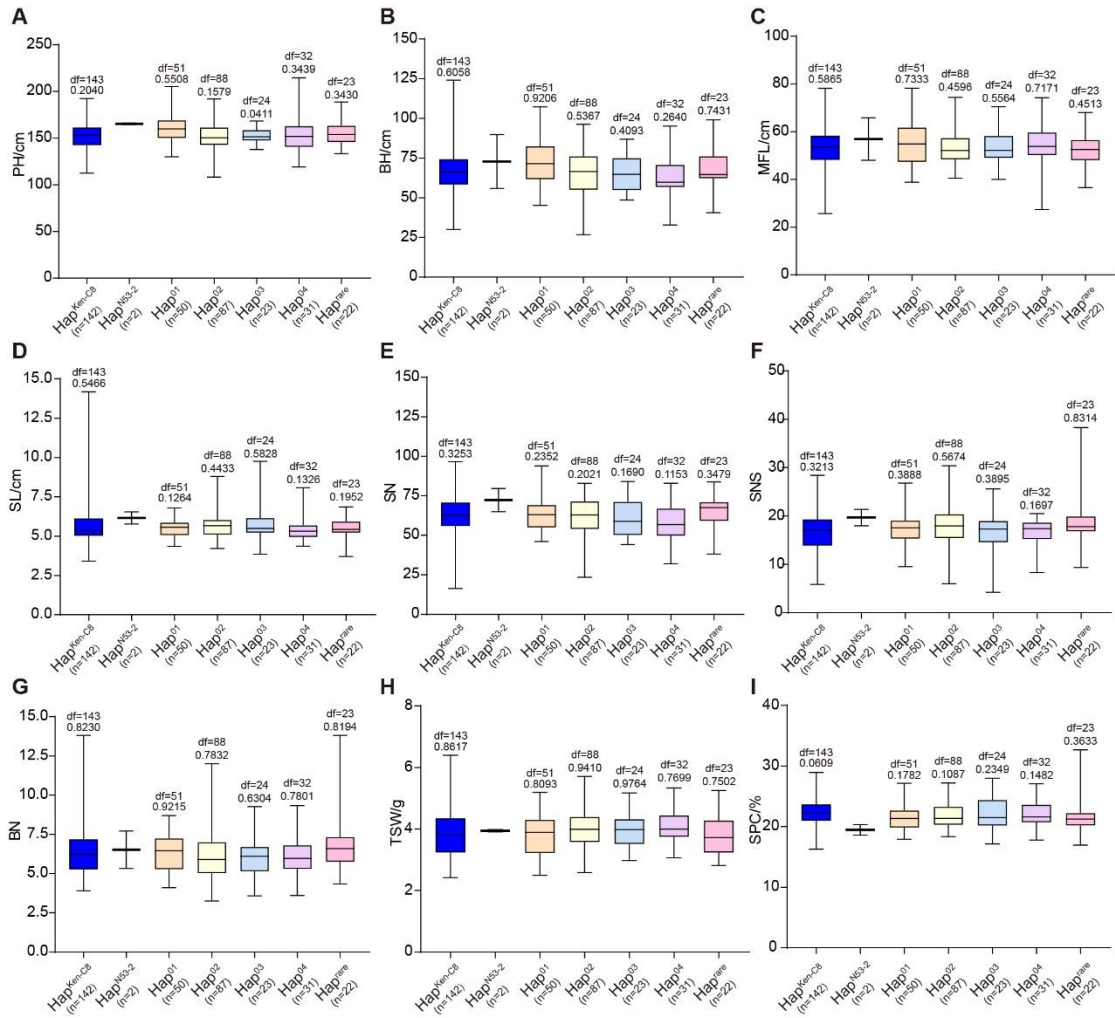 A
PH/cm
250
200
150
100
50
0
df=143
0.2040
df=51
0.5508
df=88
0.1579
df=24
0.0411
df=32
0.3439
df=23
0.3430
Hap^Ken-C8
(n=142)
Hap^N53-2
(n=2)
Hap^01
(n=50)
Hap^02
(n=87)
Hap^03
(n=23)
Hap^04
(n=31)
Hap^rare
(n=22)
B
BH/cm
150
125
100
75
50
25
0
df=143
0.6058
df=51
0.9206
df=88
0.5367
df=24
0.4093
df=32
0.2640
df=23
0.7431
Hap^Ken-C8
(n=142)
Hap^N53-2
(n=2)
Hap^01
(n=50)
Hap^02
(n=87)
Hap^03
(n=23)
Hap^04
(n=31)
Hap^rare
(n=22)
C
MFL/cm
100
80
60
40
20
0
df=143
0.5865
df=51
0.7333
df=88
0.4596
df=24
0.5564
df=32
0.7171
df=23
0.4513
Hap^Ken-C8
(n=142)
Hap^N53-2
(n=2)
Hap^01
(n=50)
Hap^02
(n=87)
Hap^03
(n=23)
Hap^04
(n=31)
Hap^rare
(n=22)
D
SL/cm
15.0
12.5
10.0
7.5
5.0
2.5
0.0
df=143
0.5466
df=51
0.1264
df=88
0.4433
df=24
0.5828
df=32
0.1326
df=23
0.1952
Hap^Ken-C8
(n=142)
Hap^N53-2
(n=2)
Hap^01
(n=50)
Hap^02
(n=87)
Hap^03
(n=23)
Hap^04
(n=31)
Hap^rare
(n=22)
E
SN
150
125
100
75
50
25
0
df=143
0.3253
df=51
0.2352
df=88
0.2021
df=24
0.1690
df=32
0.1153
df=23
0.3479
Hap^Ken-C8
(n=142)
Hap^N53-2
(n=2)
Hap^01
(n=50)
Hap^02
(n=87)
Hap^03
(n=23)
Hap^04
(n=31)
Hap^rare
(n=22)
F
SNS
50
40
30
20
10
0
df=143
0.3213
df=51
0.3888
df=88
0.5674
df=24
0.3895
df=32
0.1697
df=23
0.8314
Hap^Ken-C8
(n=142)
Hap^N53-2
(n=2)
Hap^01
(n=50)
Hap^02
(n=87)
Hap^03
(n=23)
Hap^04
(n=31)
Hap^rare
(n=22)
G
BN
15.0
12.5
10.0
7.5
5.0
2.5
0.0
df=143
0.8230
df=51
0.9215
df=88
0.7832
df=24
0.6304
df=32
0.7801
df=23
0.8194
Hap^Ken-C8
(n=142)
Hap^N53-2
(n=2)
Hap^01
(n=50)
Hap^02
(n=87)
Hap^03
(n=23)
Hap^04
(n=31)
Hap^rare
(n=22)
H
TSW/g
8
6
4
2
0
df=143
0.8617
df=51
0.8093
df=88
0.9410
df=24
0.9764
df=32
0.7699
df=23
0.7502
Hap^Ken-C8
(n=142)
Hap^N53-2
(n=2)
Hap^01
(n=50)
Hap^02
(n=87)
Hap^03
(n=23)
Hap^04
(n=31)
Hap^rare
(n=22)
I
SPC/%
40
30
20
10
0
df=143
0.0609
df=51
0.1782
df=88
0.1087
df=24
0.2349
df=32
0.1482
df=23
0.3633
Hap^Ken-C8
(n=142)
Hap^N53-2
(n=2)
Hap^01
(n=50)
Hap^02
(n=87)
Hap^03
(n=23)
Hap^04
(n=31)
Hap^rare
(n=22)